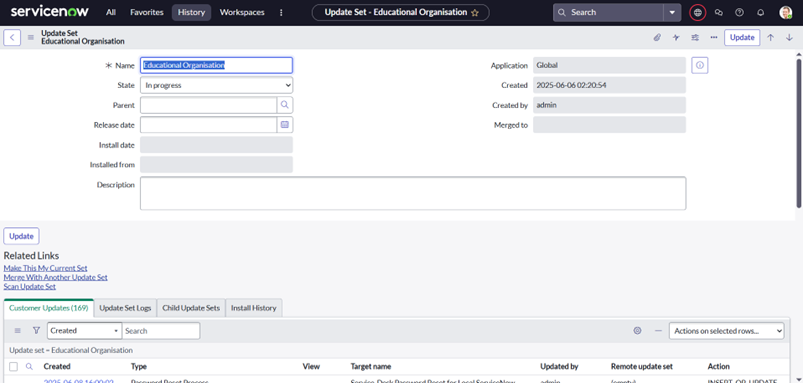 servicenow All Favorites History Workspaces Update Set - Educational Organisation Search
Update Set
Educational Organisation
Update
Name Educational Organisation
State In progress
Parent
Release date
Install date
Installed from
Description
Application Global
Created 2025-06-06 02:20:54
Created by admin
Merged to
Update
Related Links
Make This My Current Set
Merge With Another Update Set
Scan Update Set
Customer Updates (169) Update Set Logs Child Update Sets Install History
Created Search Actions on selected rows...
Update set = Educational Organisation
Created Type View Target name Updated by Remote update set Action
2025-06-08 16:00:02 Password Reset Process Service-Desk Password Reset for Local ServiceNow admin (empty) INSERT_OR_UPDATE